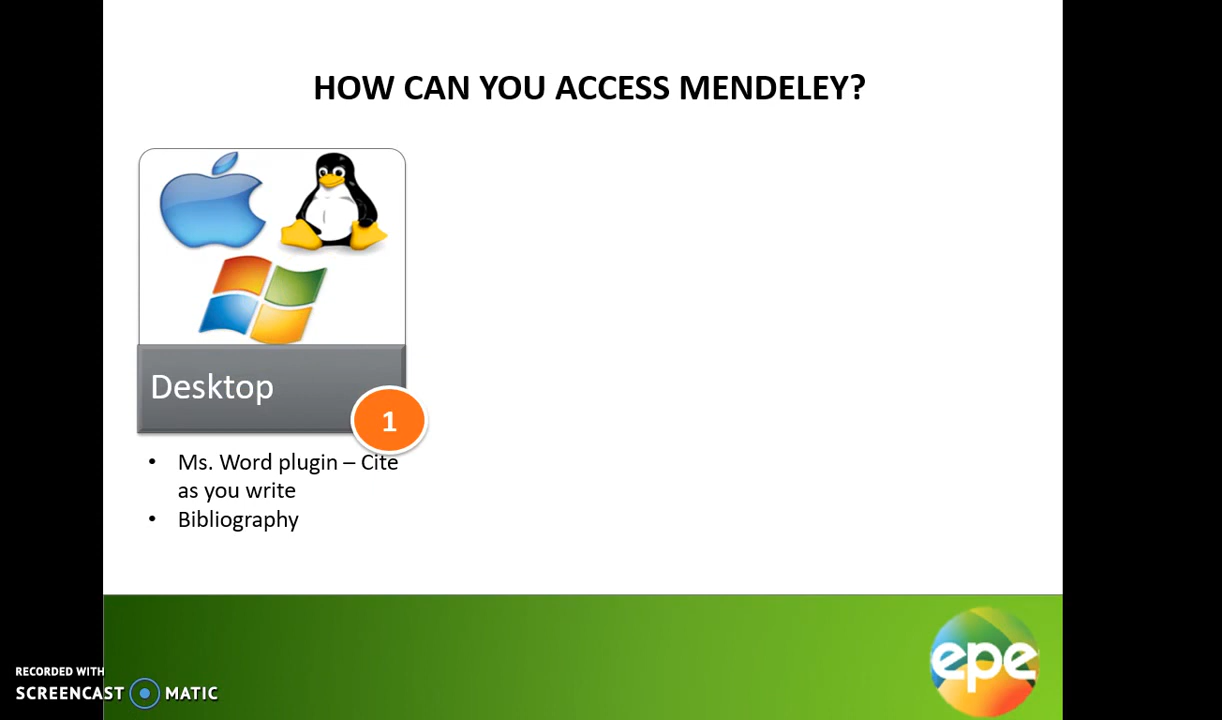 HOW CAN YOU ACCESS MENDELEY?
Desktop
1
• Ms. Word plugin – Cite
as you write
• Bibliography
epe
RECORDED WITH
SCREENCAST MATIC